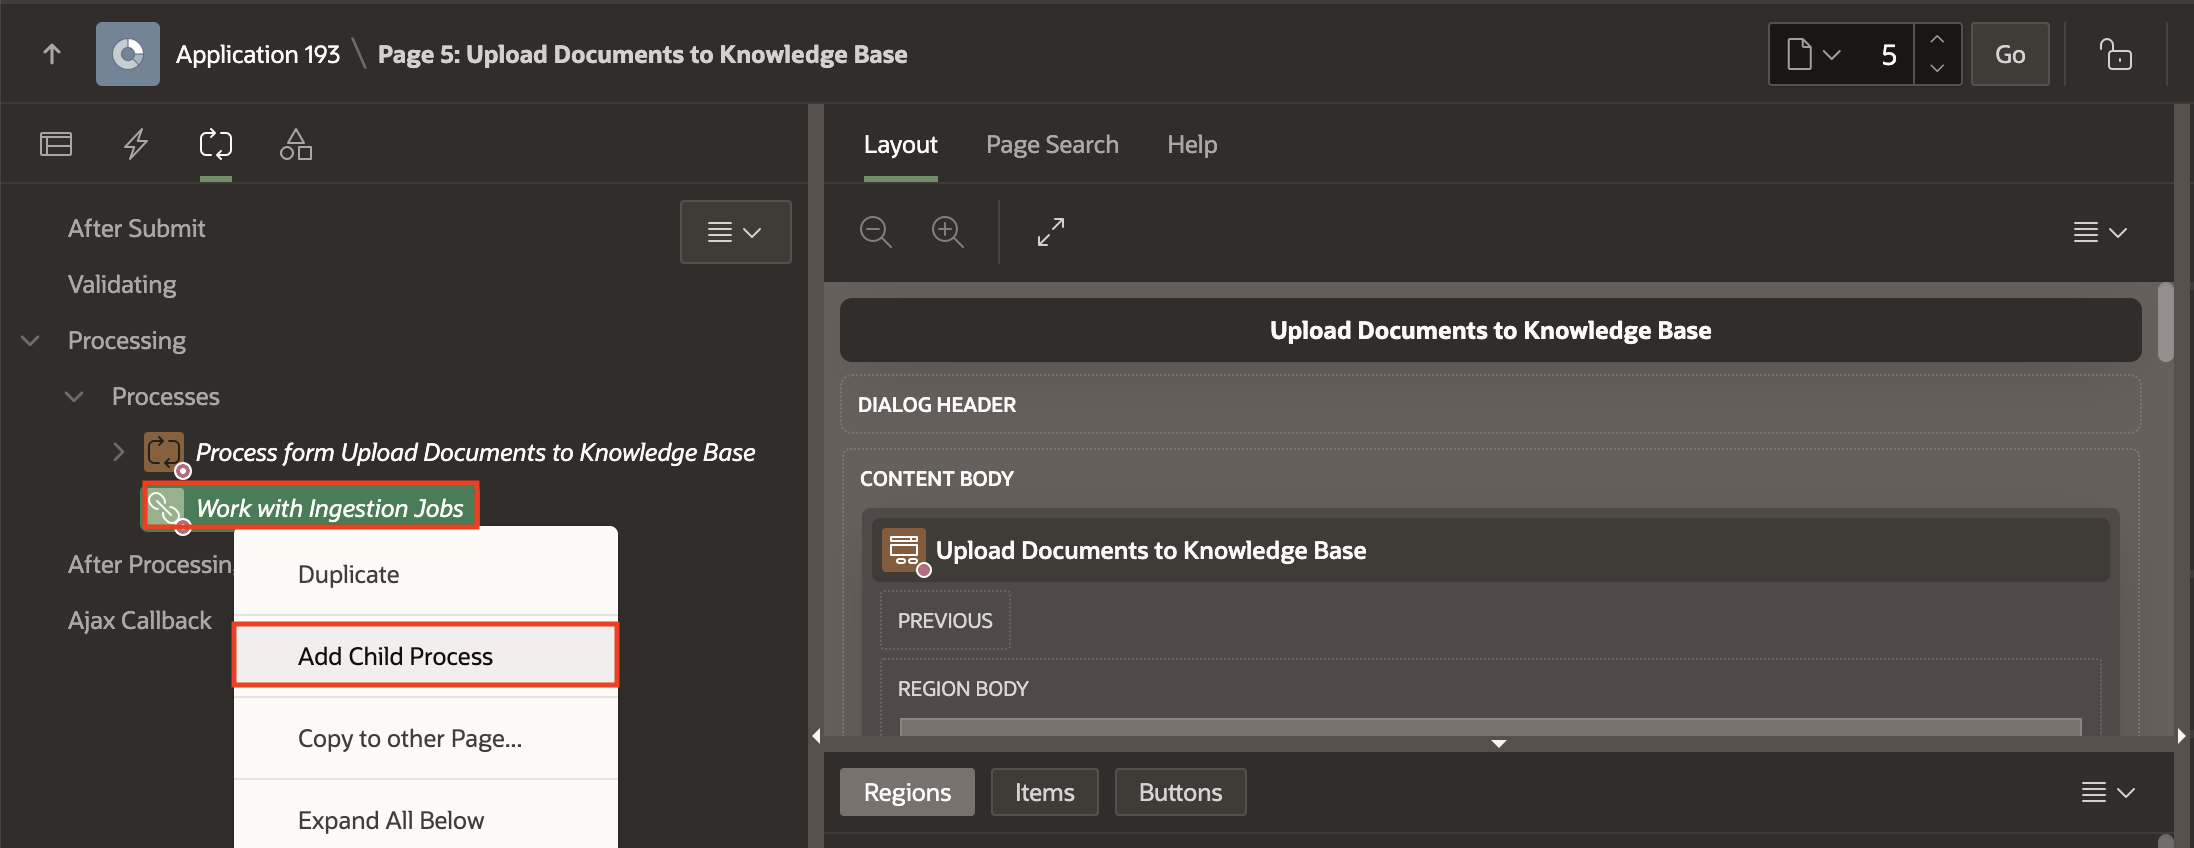 Application 193 \ Page 5: Upload Documents to Knowledge Base
5
Go
Layout
Page Search
Help
After Submit
Validating
Processing
Processes
Process form Upload Documents to Knowledge Base
Work with Ingestion Jobs
After Processin
Ajax Callback
Duplicate
Add Child Process
Copy to other Page...
Expand All Below
Upload Documents to Knowledge Base
DIALOG HEADER
CONTENT BODY
Upload Documents to Knowledge Base
PREVIOUS
REGION BODY
Regions
Items
Buttons